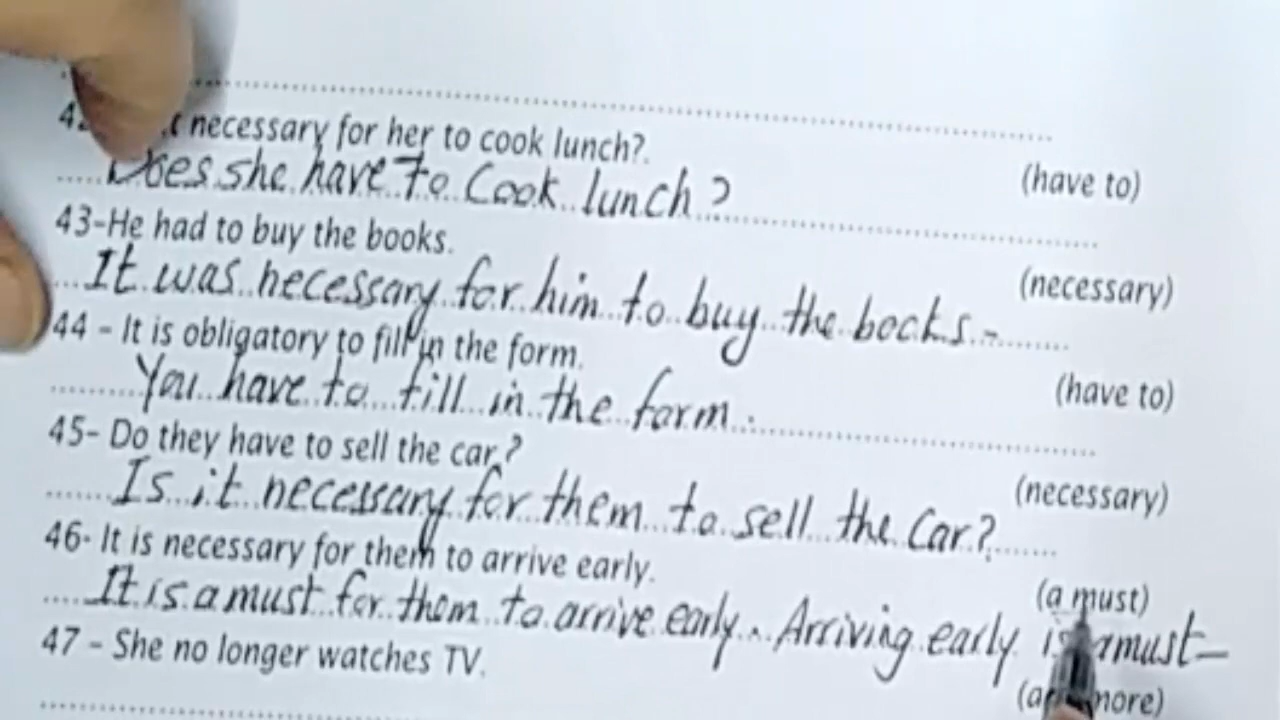 necessary for her to cook lunch?.
(have to)
Does she have to Cook lunch?
43-He had to buy the books.
(necessary)
It was necessary for him to buy the books.-
44 - It is obligatory to fill in the form.
(have to)
You have to fill in the form.
45- Do they have to sell the car?
(necessary)
Is it necessary for them to sell the Car?
46- It is necessary for them to arrive early.
(a must)
It is a must for them to arrive early. Arriving early is a must-
47 - She no longer watches TV.